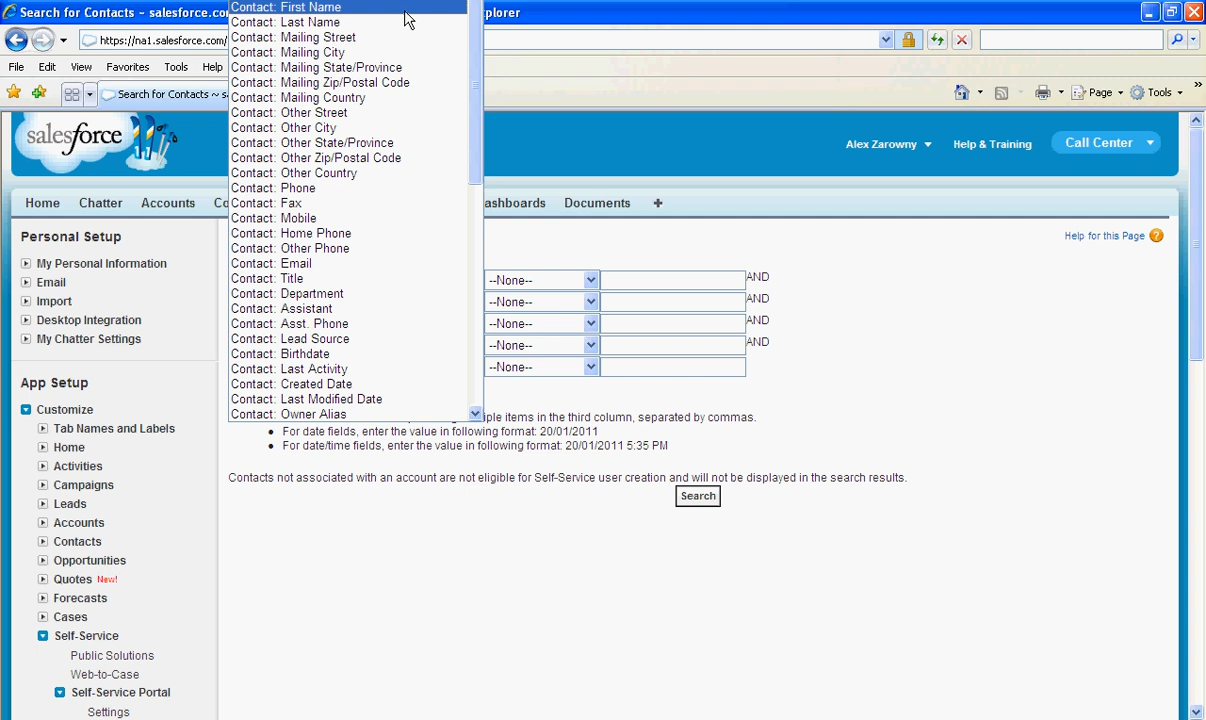 Search for Contacts ~ salesforce.co
plorer
https://na1.salesforce.com/
File Edit View Favorites Tools Help
Search for Contacts ~ sa
Page Tools »
salesforce
Alex Zarowny Help & Training Call Center
Home Chatter Accounts Co ashboards Documents +
Contact: First Name
Contact: Last Name
Contact: Mailing Street
Contact: Mailing City
Contact: Mailing State/Province
Contact: Mailing Zip/Postal Code
Contact: Mailing Country
Contact: Other Street
Contact: Other City
Contact: Other State/Province
Contact: Other Zip/Postal Code
Contact: Other Country
Contact: Phone
Contact: Fax
Contact: Mobile
Contact: Home Phone
Contact: Other Phone
Contact: Email
Contact: Title
Contact: Department
Contact: Assistant
Contact: Asst. Phone
Contact: Lead Source
Contact: Birthdate
Contact: Last Activity
Contact: Created Date
Contact: Last Modified Date
Contact: Owner Alias
Personal Setup
My Personal Information
Email
Import
Desktop Integration
My Chatter Settings
App Setup
Customize
Tab Names and Labels
Home
Activities
Campaigns
Leads
Accounts
Contacts
Opportunities
Quotes New!
Forecasts
Cases
Self-Service
Public Solutions
Web-to-Case
Self-Service Portal
Settings
Help for this Page ?
--None-- AND
--None-- AND
--None-- AND
--None-- AND
--None--
iple items in the third column, separated by commas.
• For date fields, enter the value in following format: 20/01/2011
• For date/time fields, enter the value in following format: 20/01/2011 5:35 PM
Contacts not associated with an account are not eligible for Self-Service user creation and will not be displayed in the search results.
Search